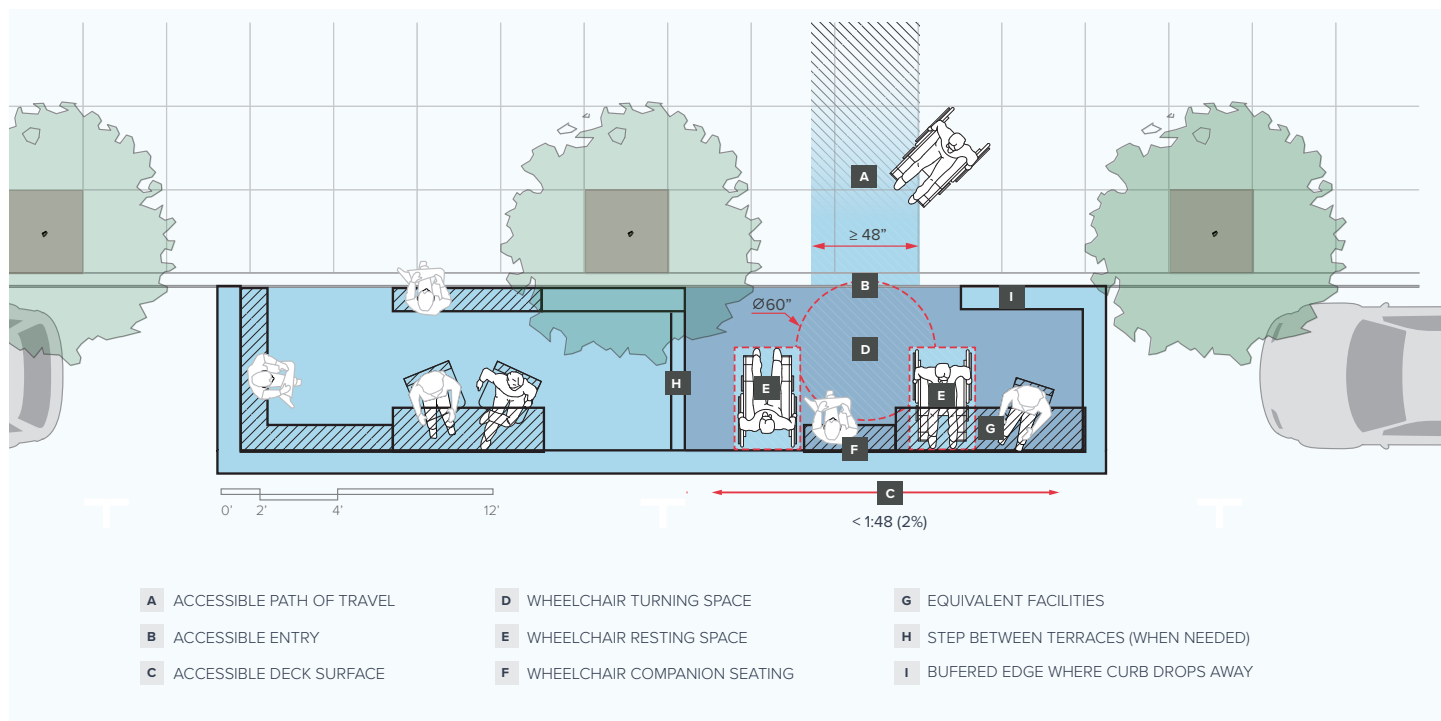 A
≥ 48”
B
I
Ø60”
D
H
E
E
G
F
C
0’ 2’ 4’ 12’
< 1:48 (2%)
T T T
A ACCESSIBLE PATH OF TRAVEL
B ACCESSIBLE ENTRY
C ACCESSIBLE DECK SURFACE
D WHEELCHAIR TURNING SPACE
E WHEELCHAIR RESTING SPACE
F WHEELCHAIR COMPANION SEATING
G EQUIVALENT FACILITIES
H STEP BETWEEN TERRACES (WHEN NEEDED)
I BUFERED EDGE WHERE CURB DROPS AWAY